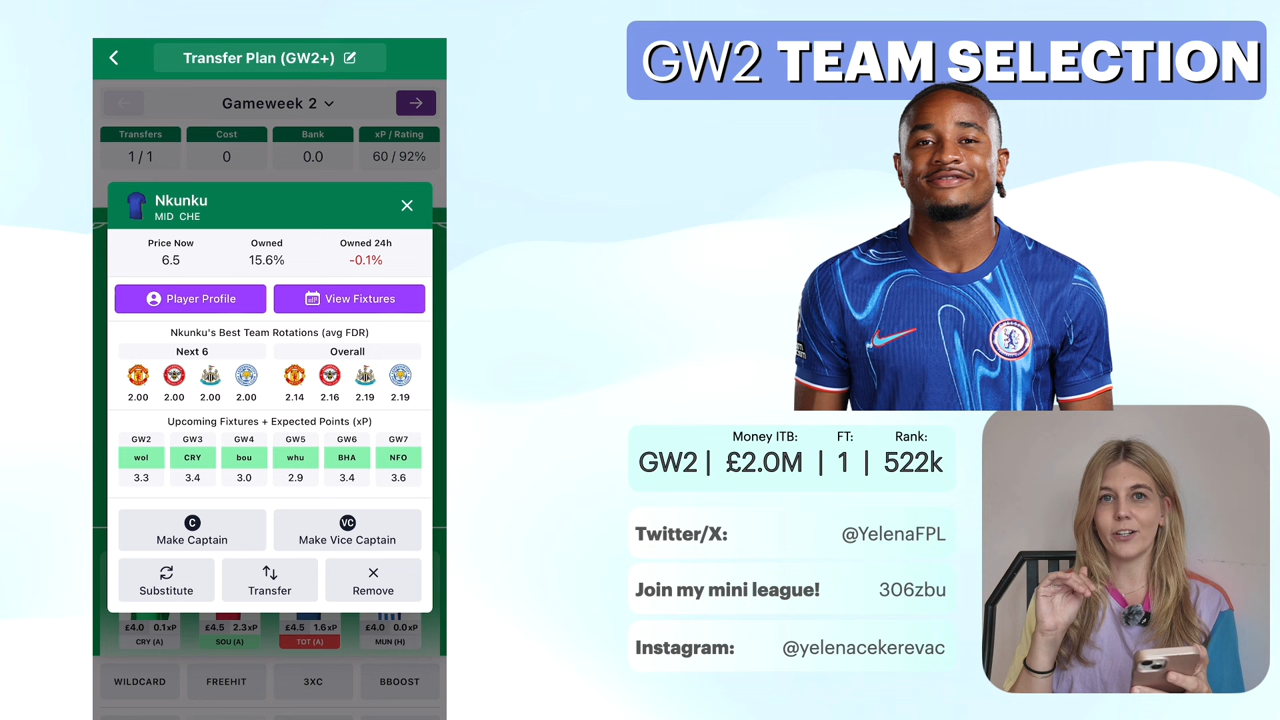 Transfer Plan (GW2+)
Gameweek 2
Transfers Cost Bank xP / Rating
1 / 1 0 0.0 60 / 92%
Nkunku
MID CHE
Price Now Owned Owned 24h
6.5 15.6% -0.1%
Player Profile View Fixtures
Nkunku's Best Team Rotations (avg FDR)
Next 6 Overall
2.00 2.00 2.00 2.00 2.14 2.16 2.19 2.19
Upcoming Fixtures + Expected Points (xP)
GW2 GW3 GW4 GW5 GW6 GW7
wol CRY bou whu BHA NFO
3.3 3.4 3.0 2.9 3.4 3.6
C VC
Make Captain Make Vice Captain
Substitute Transfer Remove
£4.0 0.1xP £4.5 2.3xP £4.5 1.6xP £4.0 0.0xP
CRY (A) SOU (A) TOT (A) MUN (H)
WILDCARD FREEHIT 3XC BBOOST
GW2 TEAM SELECTION
Money ITB: FT: Rank:
GW2 | £2.0M | 1 | 522k
Twitter/X: @YelenaFPL
Join my mini league! 306zbu
Instagram: @yelenacekerevac